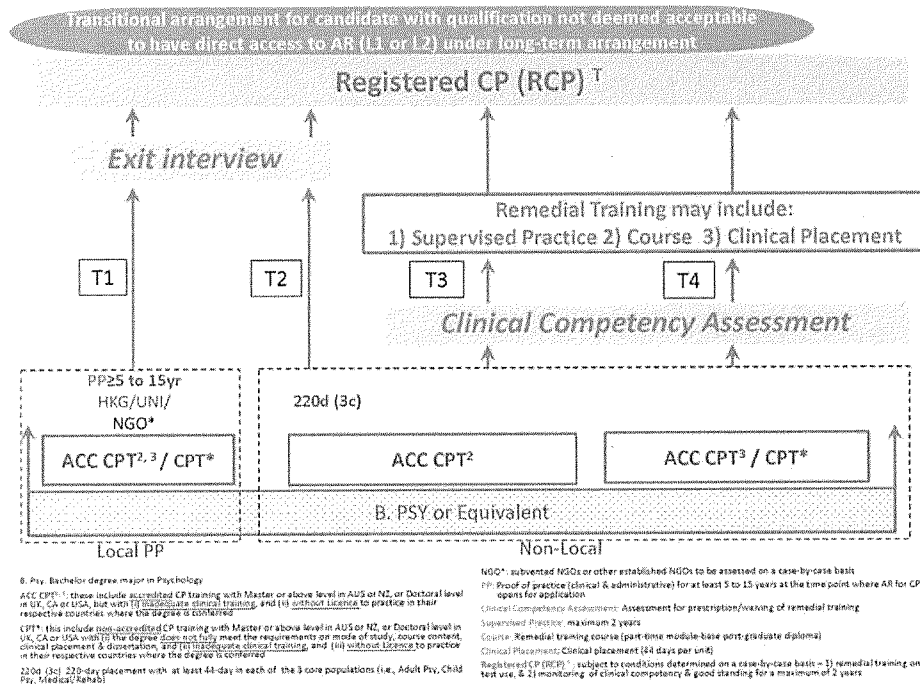 Transitional arrangement for candidate with qualification not deemed acceptable
to have direct access to AR (L1 or L2) under long-term arrangement
Registered CP (RCP) T
Exit interview
Remedial Training may include:
1) Supervised Practice 2) Course 3) Clinical Placement
T1
T2
T3
T4
Clinical Competency Assessment
PP≥5 to 15yr
HKG/UNI/
NGO*
220d (3c)
ACC CPT2, 3 / CPT*
ACC CPT2
ACC CPT3 / CPT*
B. PSY or Equivalent
Local PP
Non-Local
B. Psy. Bachelor degree major in Psychology
ACC CPT: these include accredited CP training with Master or above level in AUS or NZ, or Doctoral level
in UK, CA or USA, but with (i) inadequate clinical training, and (ii) without Licence to practice in their
respective countries where the degree is conferred
CPT*: this include non-accredited CP training with Master or above level in AUS or NZ, or Doctoral level in
UK, CA or USA with (i) the degree does not fully meet the requirements on mode of study, course content,
clinical placement & dissertation, and (ii) inadequate clinical training, and (iii) without Licence to practice
in their respective countries where the degree is conferred
220d (3c) 220-day placement with at least 44-day in each of the 3 core populations (i.e., Adult Psy, Child
Psy, Medical/Rehab)
NGO*: subvented NGOs or other established NGOs to be assessed on a case-by-case basis
PP: Proof of practice (clinical & administrative) for at least 5 to 15 years at the time point where AR for CP
opens for application
Clinical Competency Assessment: Assessment for prescription/waiving of remedial training
Supervised Practice: maximum 2 years
Course: Remedial training course (part-time module-base post-graduate diploma)
Clinical Placement: Clinical placement (44 days per unit)
Registered CP (RCP) T: subject to conditions determined on a case-by-case basis – 1) remedial training on
test use, & 2) monitoring of clinical competency & good standing for a maximum of 2 years